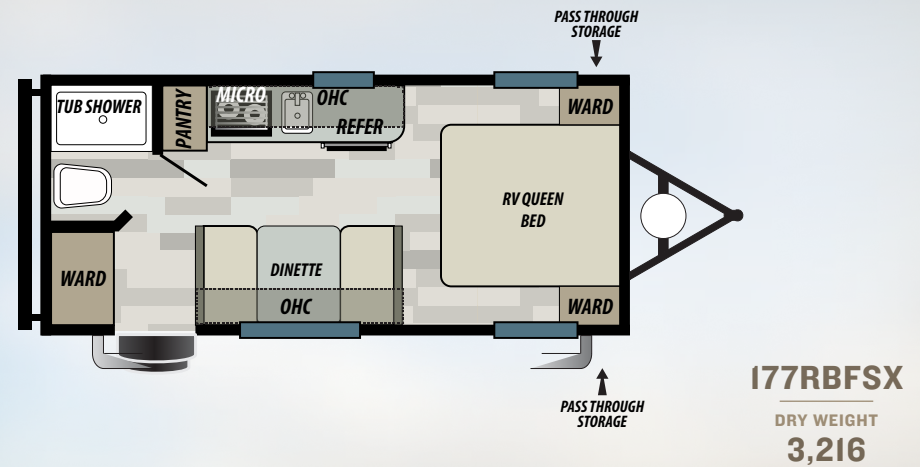 PASS THROUGH
STORAGE
TUB SHOWER
PANTRY
MICRO
OHC
REFER
WARD
RV QUEEN
BED
WARD
DINETTE
OHC
WARD
PASS THROUGH
STORAGE
177RBFSX
DRY WEIGHT
3,216